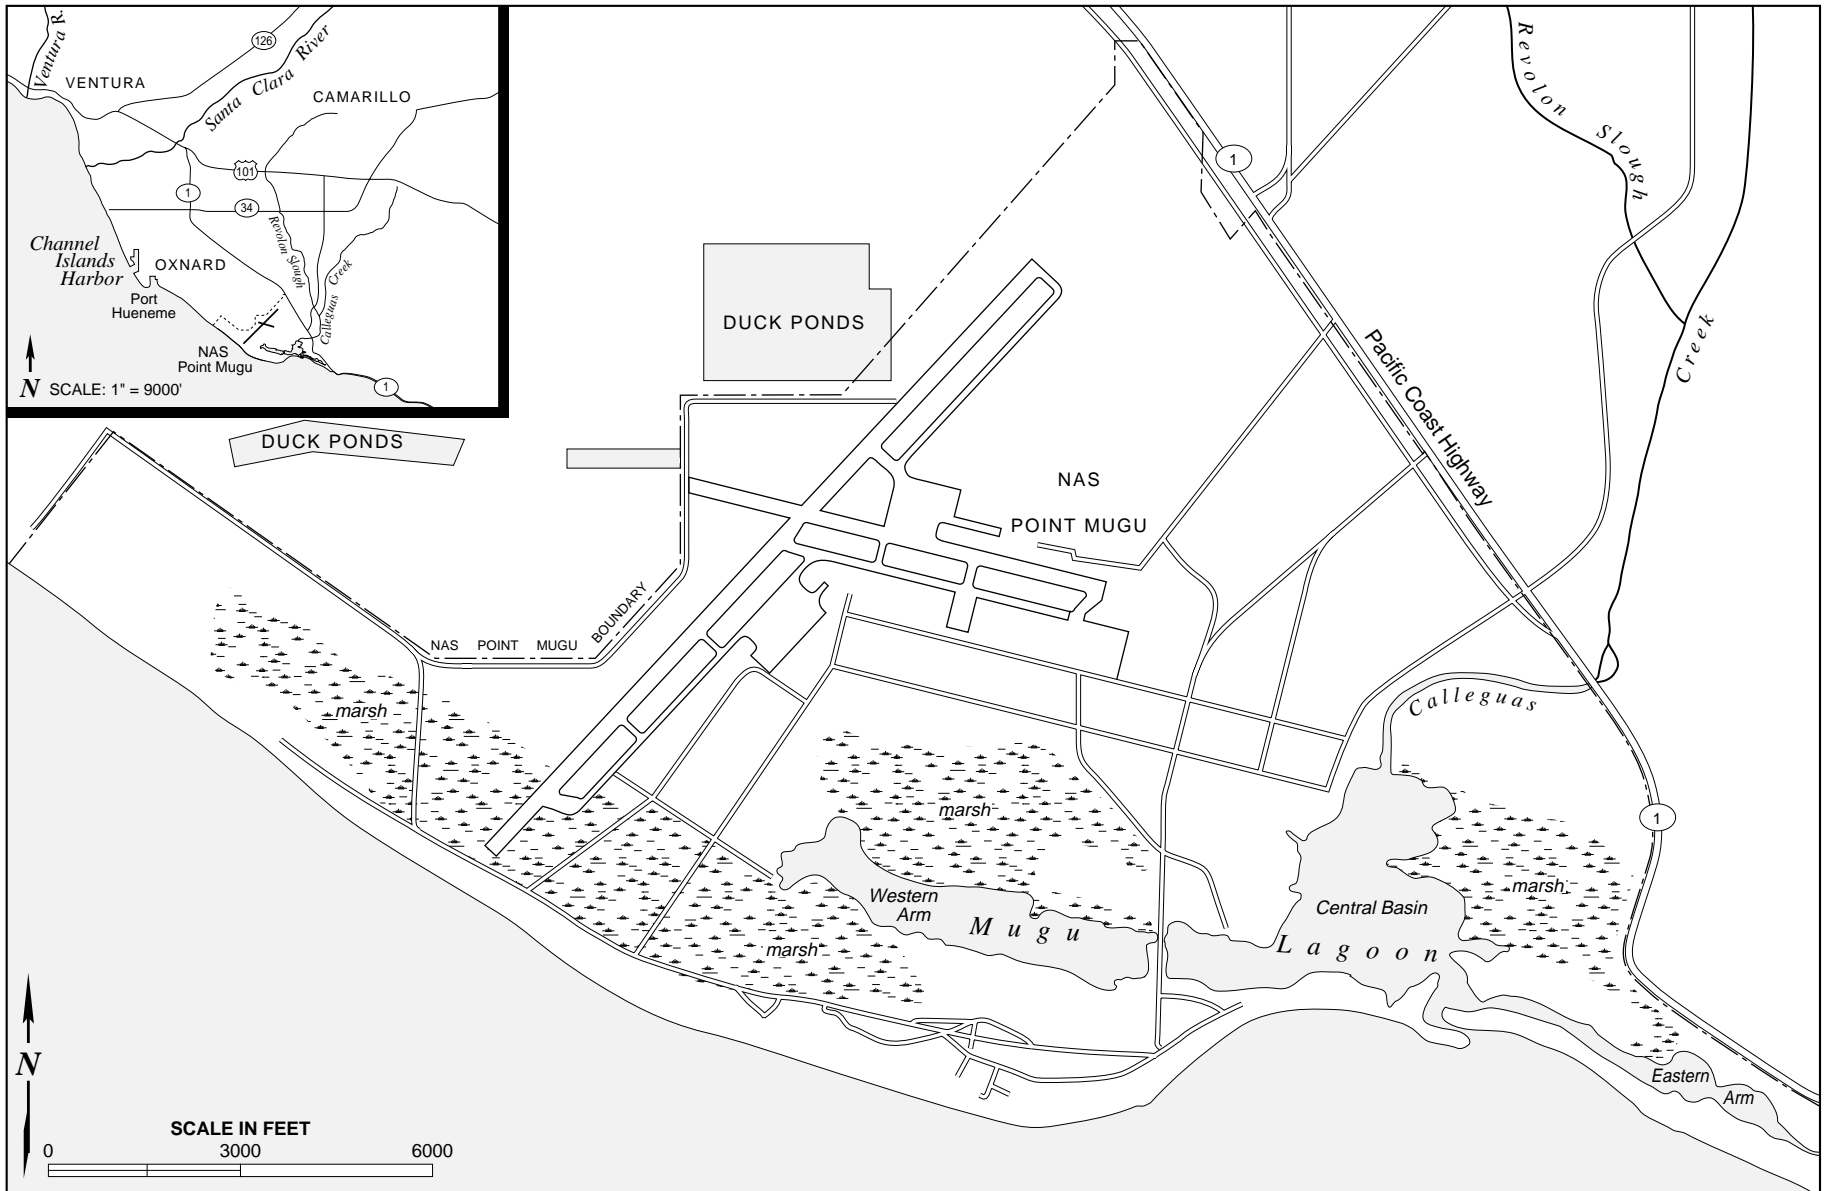 Ventura R.
126
Santa Clara River
VENTURA
CAMARILLO
101
1
34
Revolon Slough
Calleguas Creek
Channel
Islands
Harbor
OXNARD
Port
Hueneme
NAS
Point Mugu
1
N
SCALE: 1" = 9000'
Revolon Slough
1
DUCK PONDS
Pacific Coast Highway
Creek
DUCK PONDS
NAS
POINT MUGU
NAS POINT MUGU BOUNDARY
Calleguas
marsh
marsh
1
marsh
Western
Arm
Central Basin
Mugu
Lagoon
marsh
N
Eastern
Arm
SCALE IN FEET
0 3000 6000